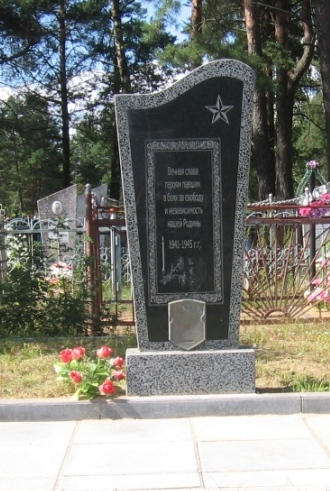 Вечная слава
героям павшим
в боях за свободу
и независимость
нашей Родины
1941-1945 г.г.